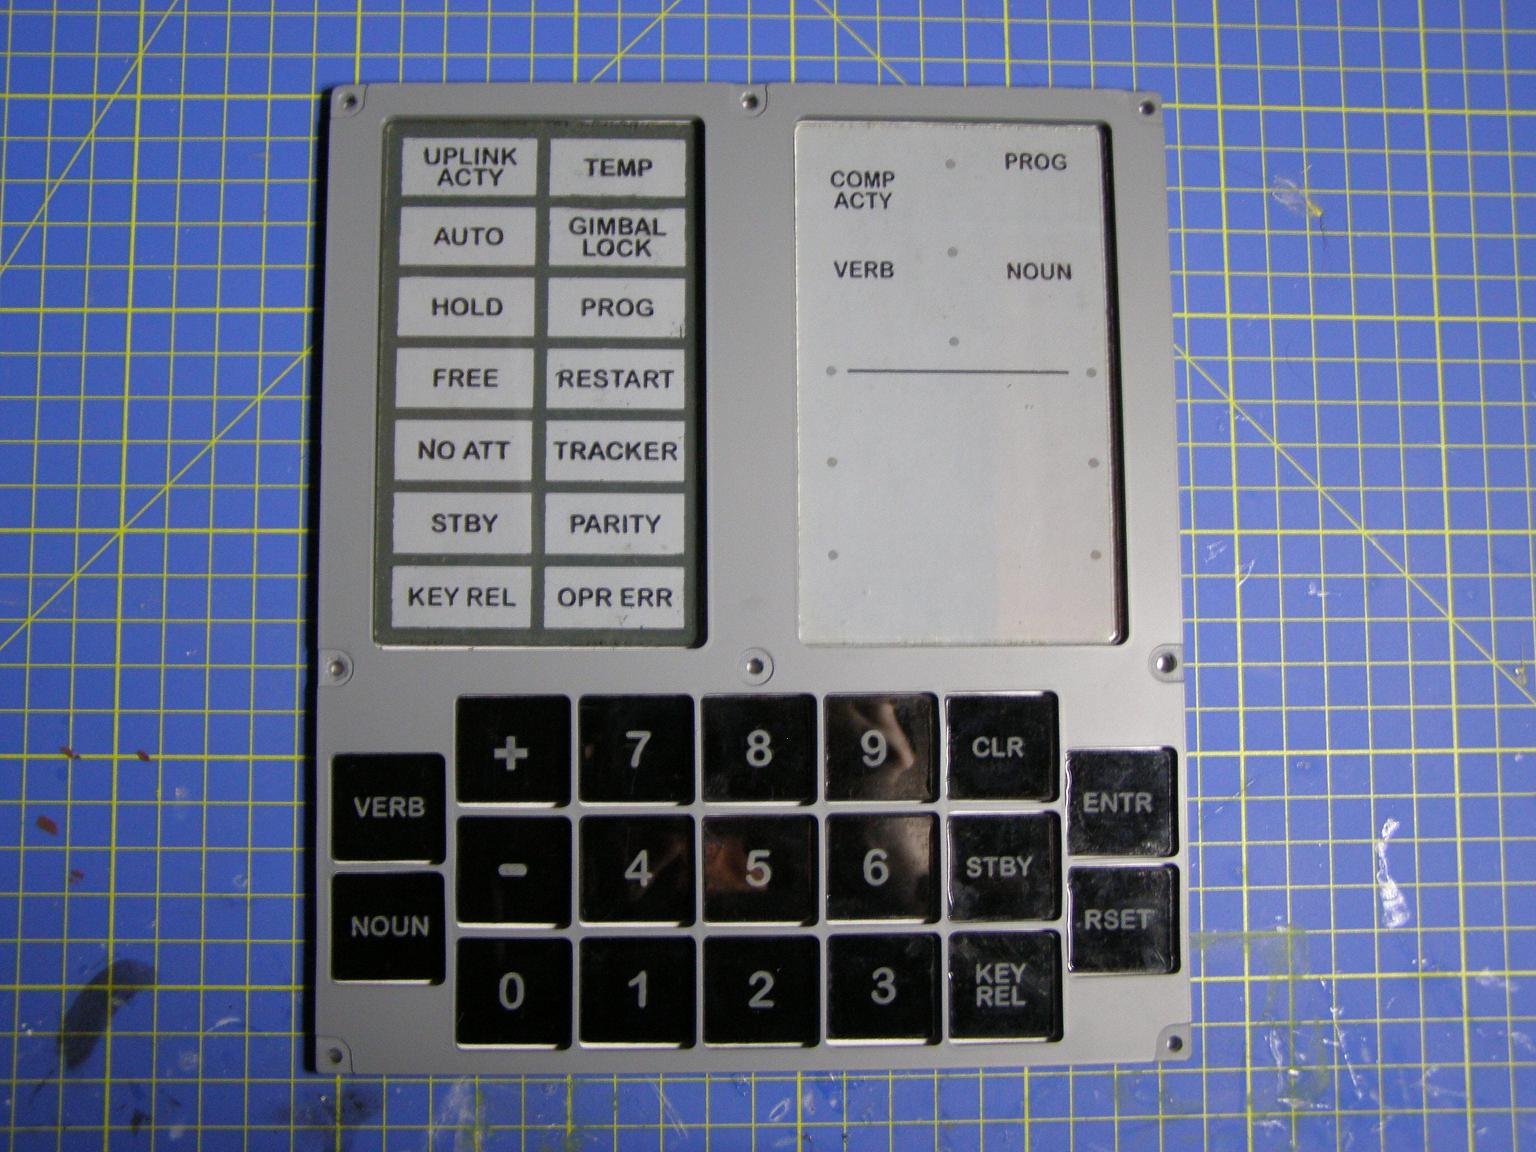 UPLINK
ACTY
TEMP
AUTO
GIMBAL
LOCK
HOLD
PROG
FREE
RESTART
NO ATT
TRACKER
STBY
PARITY
KEY REL
OPR ERR
COMP
ACTY
PROG
VERB
NOUN
VERB
NOUN
+
7
8
9
CLR
-
4
5
6
STBY
0
1
2
3
KEY
REL
ENTR
RSET